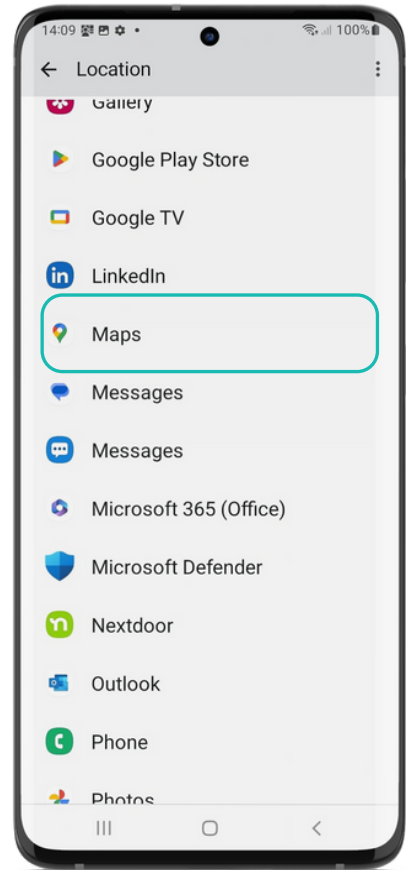 14:09 100%
Location
Gallery
Google Play Store
Google TV
in LinkedIn
Maps
Messages
Messages
Microsoft 365 (Office)
Microsoft Defender
Nextdoor
Outlook
Phone
Photos